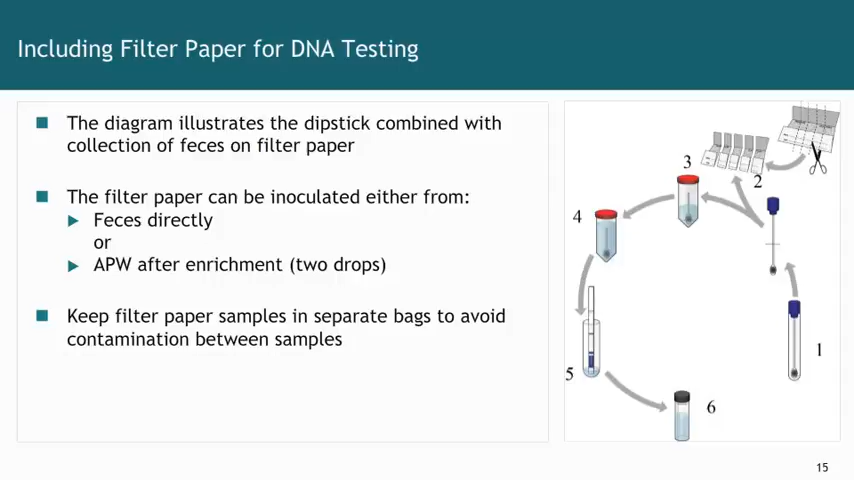 Including Filter Paper for DNA Testing
The diagram illustrates the dipstick combined with
collection of feces on filter paper
The filter paper can be inoculated either from:
Feces directly
or
APW after enrichment (two drops)
Keep filter paper samples in separate bags to avoid
contamination between samples
3
2
4
1
5
6
15